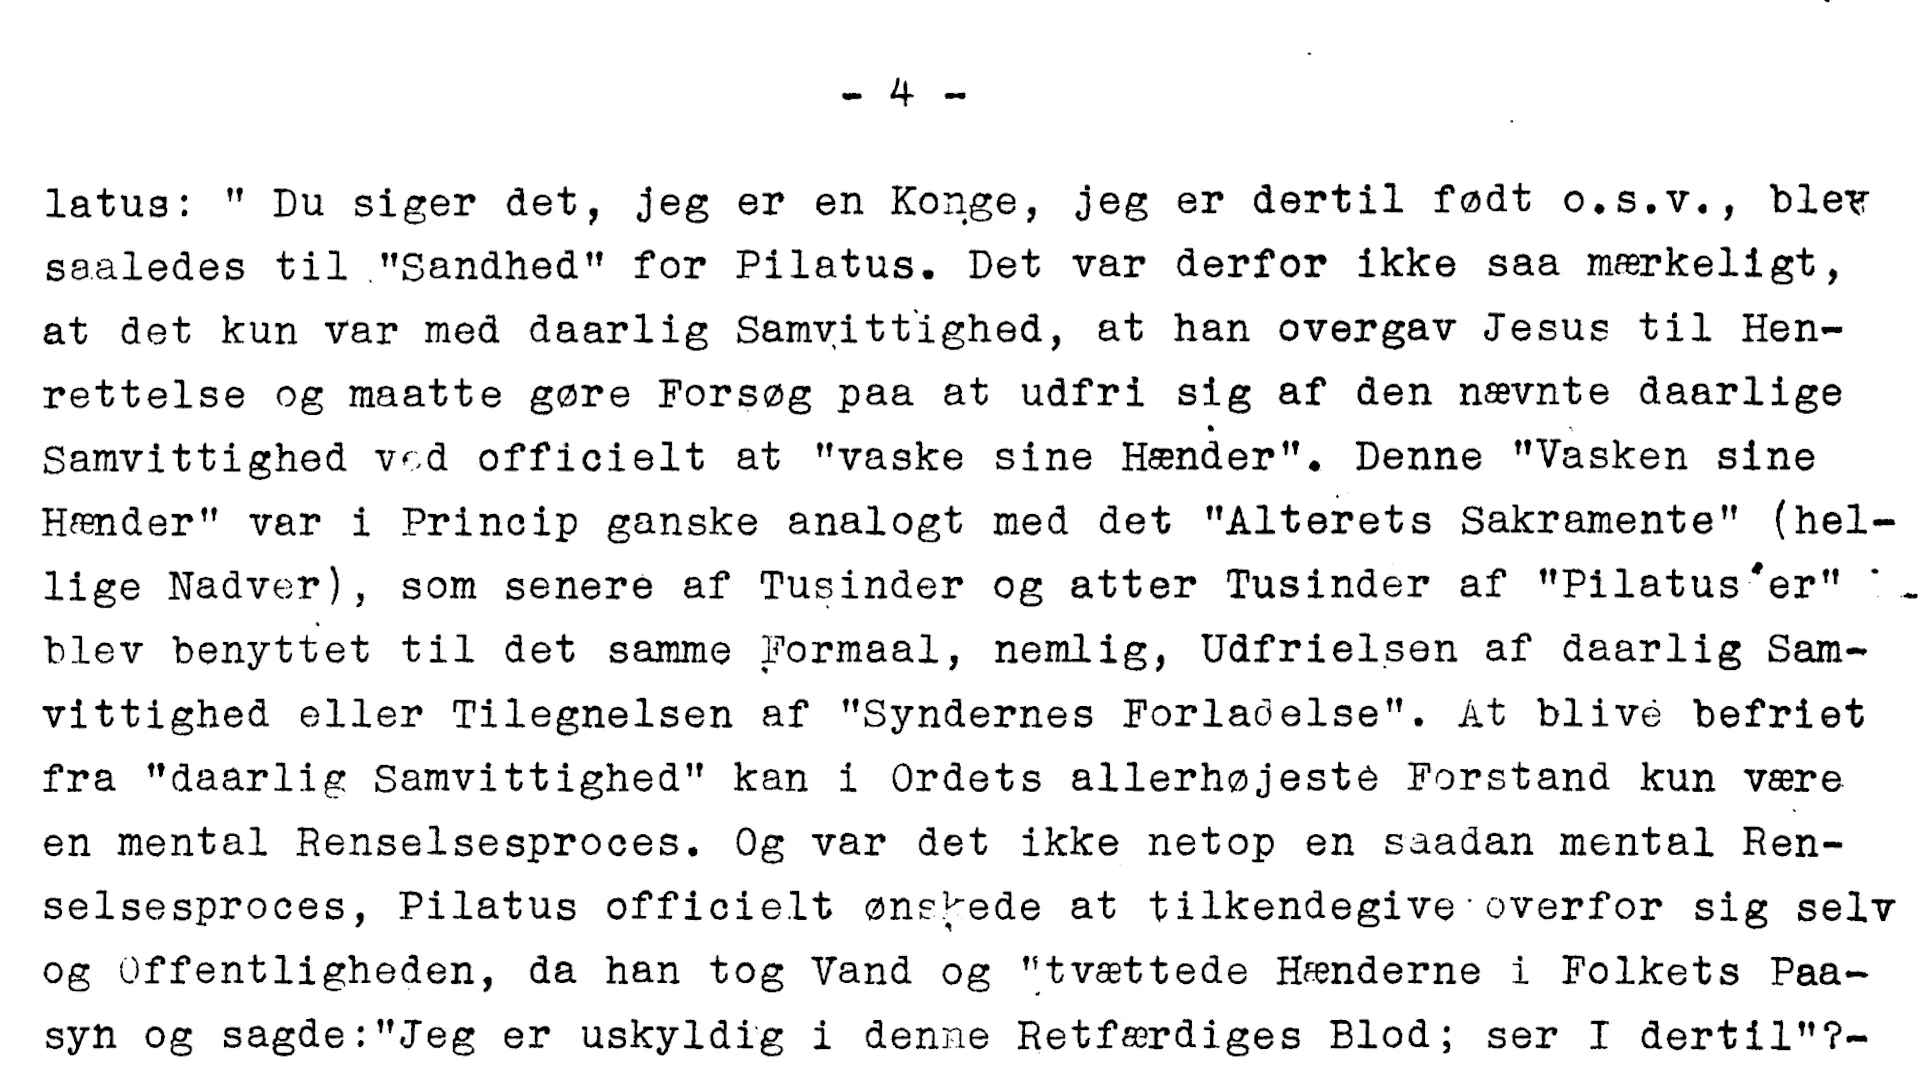 - 4 -
latus: " Du siger det, jeg er en Konge, jeg er dertil født o.s.v., blev
saaledes til "Sandhed" for Pilatus. Det var derfor ikke saa mærkeligt,
at det kun var med daarlig Samvittighed, at han overgav Jesus til Hen-
rettelse og maatte gøre Forsøg paa at udfri sig af den nævnte daarlige
Samvittighed ved officielt at "vaske sine Hænder". Denne "Vasken sine
Hænder" var i Princip ganske analogt med det "Alterets Sakramente" (hel-
lige Nadver), som senere af Tusinder og atter Tusinder af "Pilatus'er"
blev benyttet til det samme Formaal, nemlig, Udfrielsen af daarlig Sam-
vittighed eller Tilegnelsen af "Syndernes Forladelse". At blive befriet
fra "daarlig Samvittighed" kan i Ordets allerhøjeste Forstand kun være
en mental Renselsesproces. Og var det ikke netop en saadan mental Ren-
selsesproces, Pilatus officielt ønskede at tilkendegive overfor sig selv
og Offentligheden, da han tog Vand og "tvættede Hænderne i Folkets Paa-
syn og sagde:"Jeg er uskyldig i denne Retfærdiges Blod; ser I dertil"?-